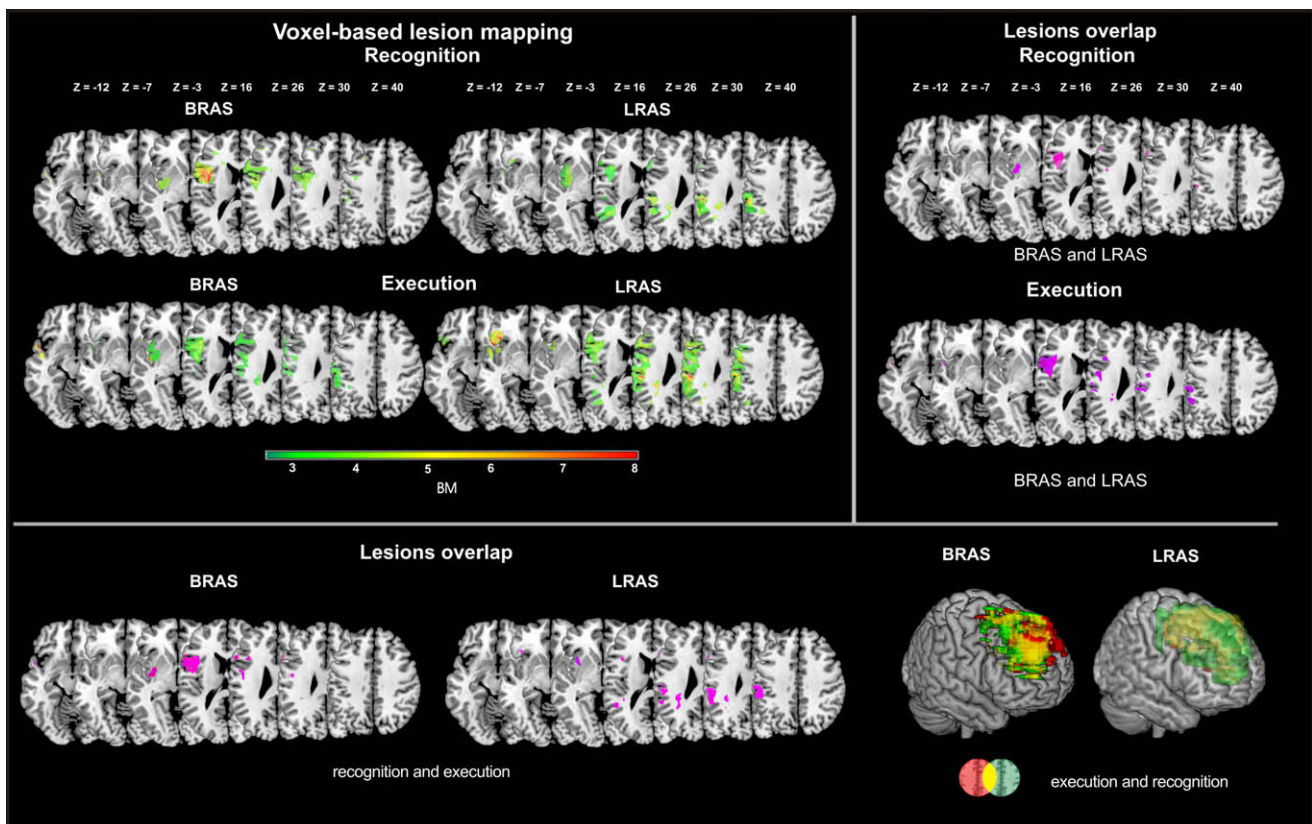 Voxel-based lesion mapping
Recognition
Z = -12 Z = -7 Z = -3 Z = 16 Z = 26 Z = 30 Z = 40
BRAS
Z = -12 Z = -7 Z = -3 Z = 16 Z = 26 Z = 30 Z = 40
LRAS
Execution
BRAS
LRAS
3 4 5 6 7 8
BM
Lesions overlap
Recognition
Z = -12 Z = -7 Z = -3 Z = 16 Z = 26 Z = 30 Z = 40
BRAS and LRAS
Execution
BRAS and LRAS
Lesions overlap
BRAS
LRAS
recognition and execution
BRAS
LRAS
execution and recognition